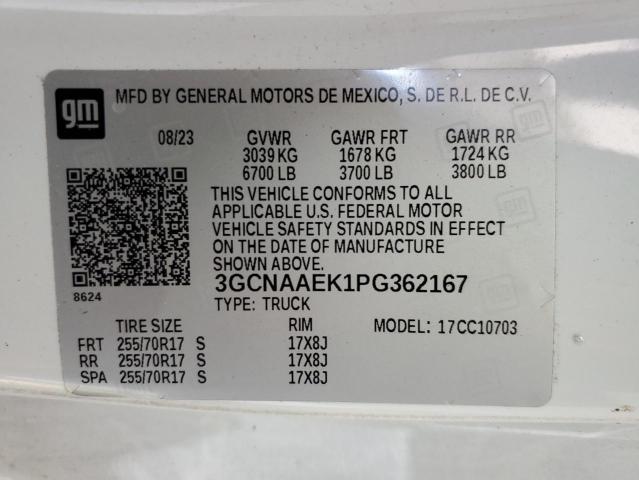 gm MFD BY GENERAL MOTORS DE MEXICO, S. DE R.L. DE C.V.
08/23 GVWR GAWR FRT GAWR RR
3039 KG 1678 KG 1724 KG
6700 LB 3700 LB 3800 LB
THIS VEHICLE CONFORMS TO ALL
APPLICABLE U.S. FEDERAL MOTOR
VEHICLE SAFETY STANDARDS IN EFFECT
ON THE DATE OF MANUFACTURE
SHOWN ABOVE.
3GCNAAEK1PG362167
8624
TYPE: TRUCK
TIRE SIZE RIM MODEL: 17CC10703
FRT 255/70R17 S 17X8J
RR 255/70R17 S 17X8J
SPA 255/70R17 S 17X8J